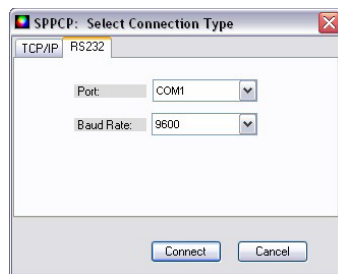 SPPCP: Select Connection Type
TCP/IP RS232
Port: COM1
Baud Rate: 9600
Connect Cancel